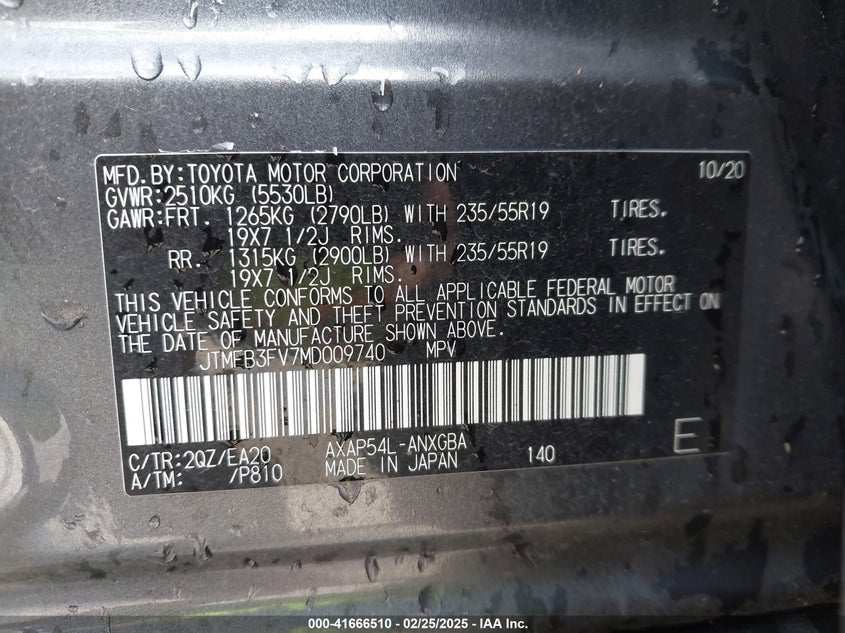 MFD.BY:TOYOTA MOTOR CORPORATION 10/20
GVWR:2510KG (5530LB)
GAWR:FRT. 1265KG (2790LB) WITH 235/55R19 TIRES.
19X7 1/2J RIMS.
RR. 1315KG (2900LB) WITH 235/55R19 TIRES.
19X7 1/2J RIMS.
THIS VEHICLE CONFORMS TO ALL APPLICABLE FEDERAL MOTOR
VEHICLE SAFETY AND THEFT PREVENTION STANDARDS IN EFFECT ON
THE DATE OF MANUFACTURE SHOWN ABOVE.
JTMFB3FV7MD009740 MPV
C/TR:2QZ/EA20 AXAP54L-ANXGBA 140 E
A/TM: /P810 MADE IN JAPAN
000-41666510 - 02/25/2025 - IAA Inc.